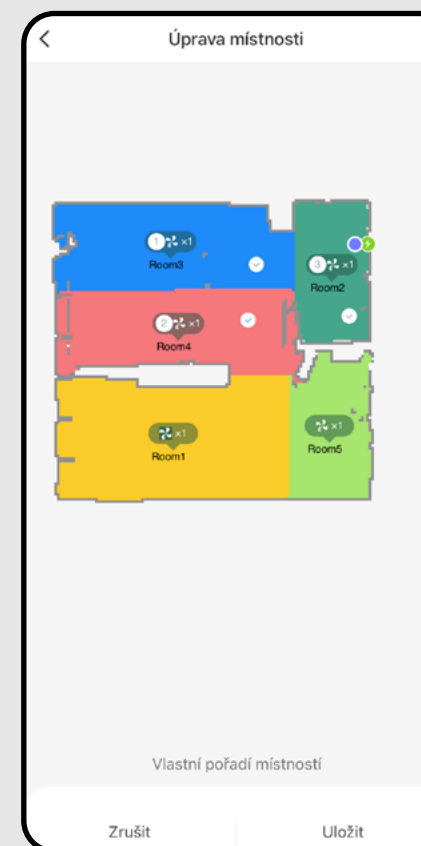 Úprava místnosti
1 ×1
Room3
3 ×1
Room2
2 ×1
Room4
×1
Room1
×1
Room5
Vlastní pořadí místností
Zrušit
Uložit